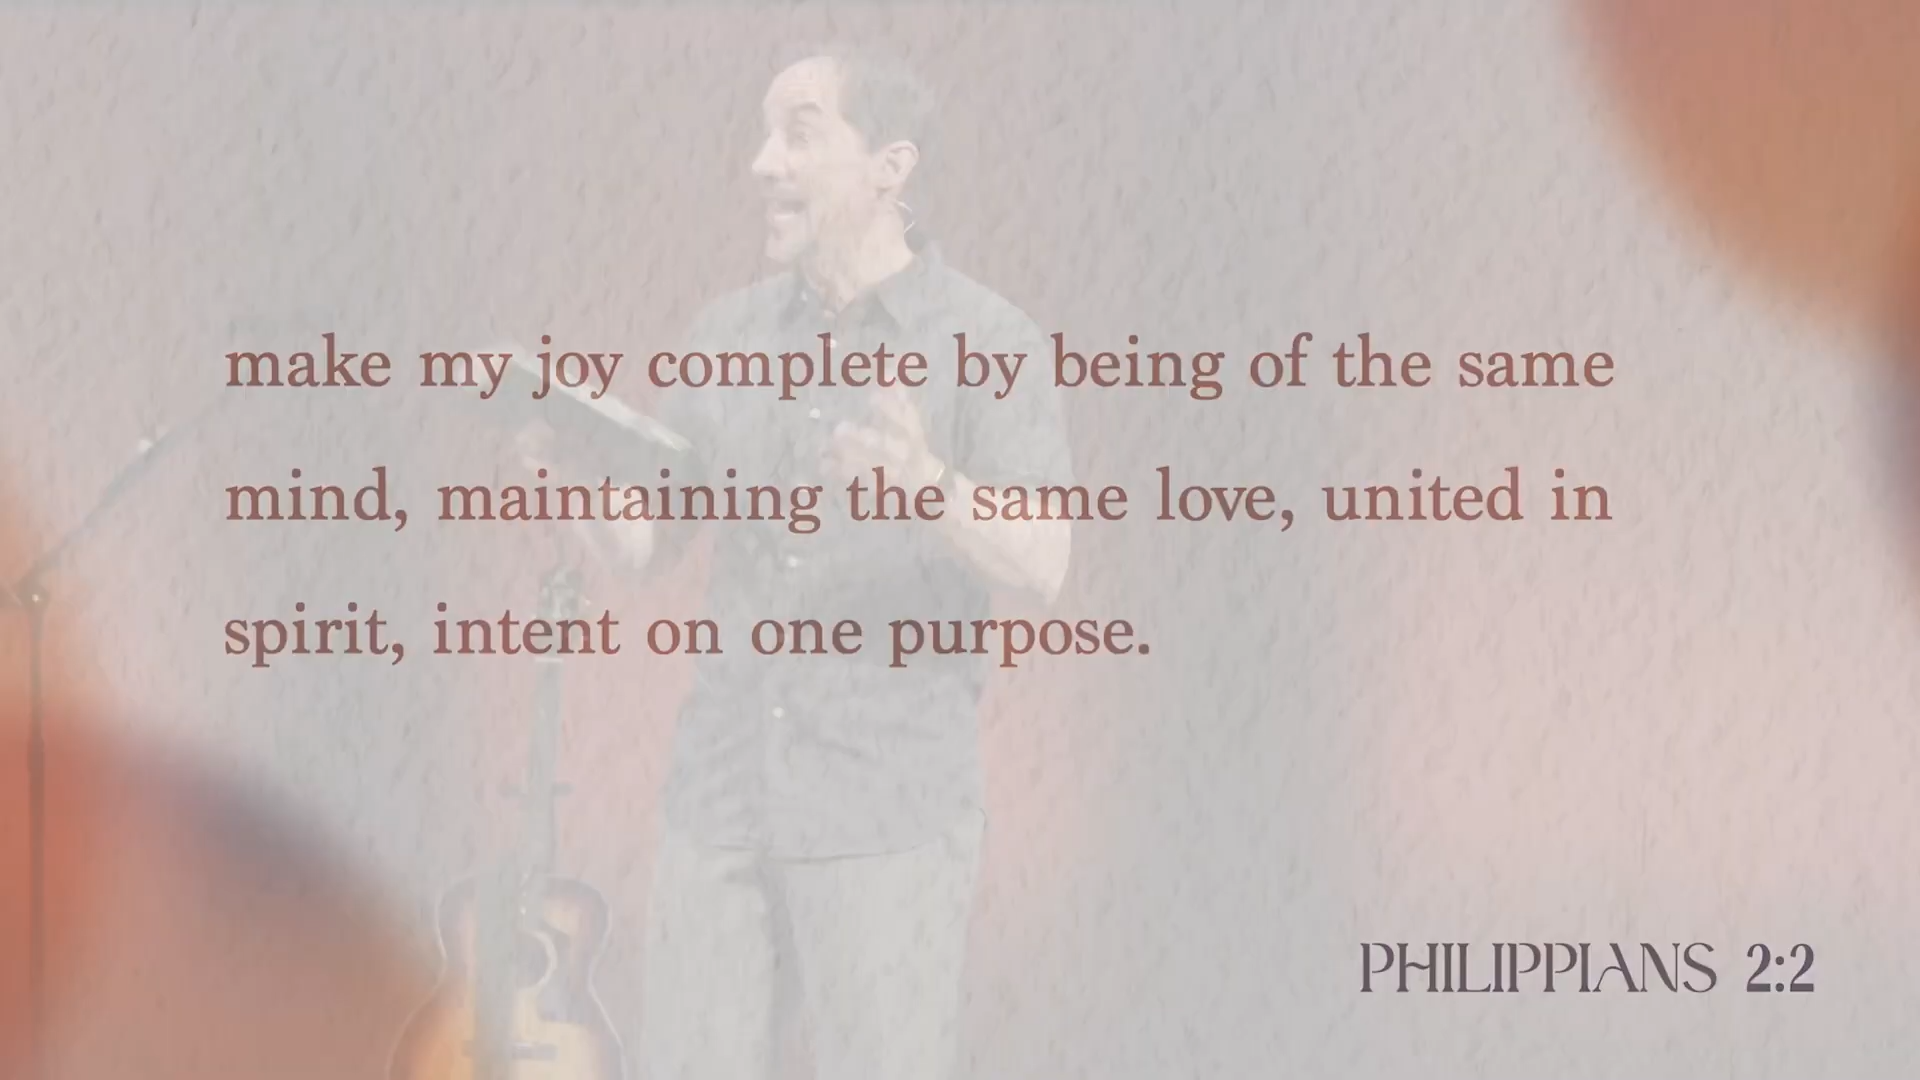 make my joy complete by being of the same
mind, maintaining the same love, united in
spirit, intent on one purpose.
PHILIPPIANS 2:2